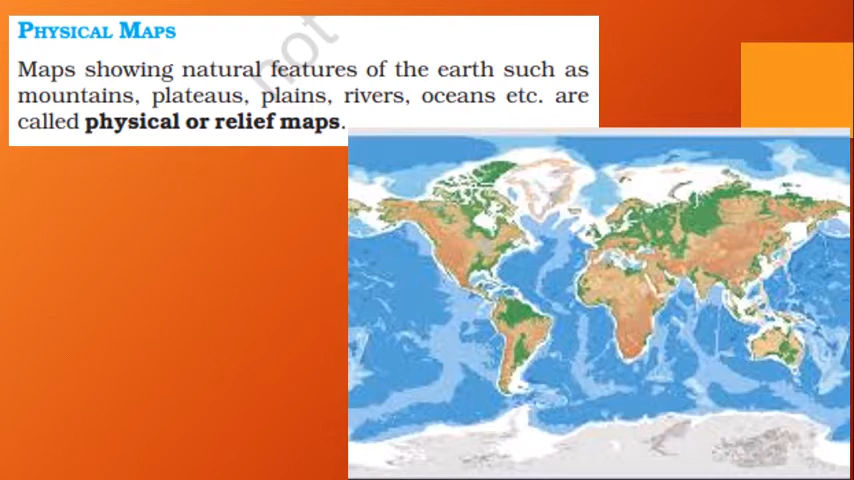 PHYSICAL MAPS
not
Maps showing natural features of the earth such as
mountains, plateaus, plains, rivers, oceans etc. are
called physical or relief maps.